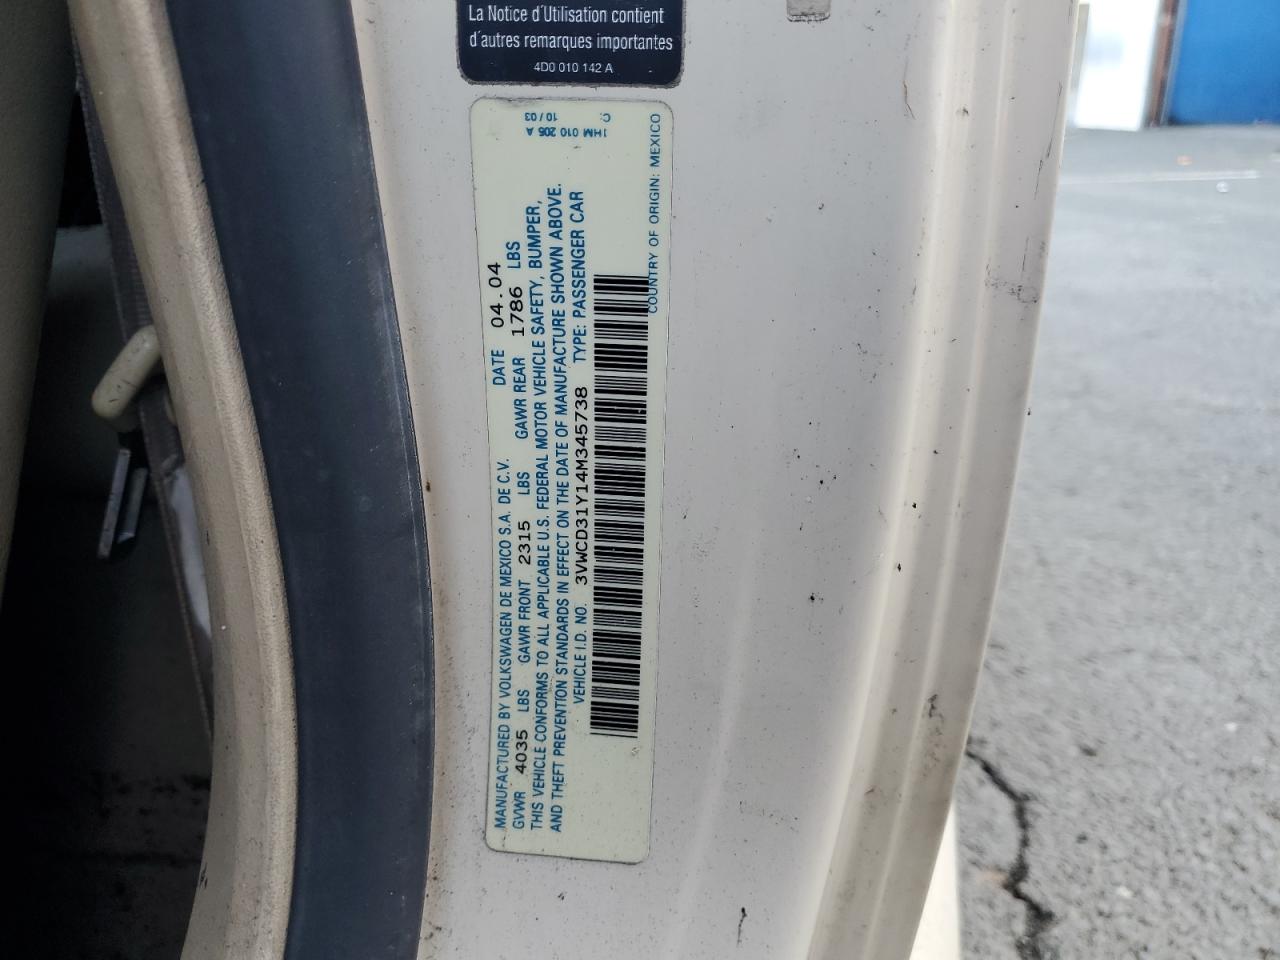 La Notice d'Utilisation contient
d'autres remarques importantes
4D0 010 142 A
MANUFACTURED BY VOLKSWAGEN DE MEXICO S.A. DE C.V. DATE 04.04
GVWR 4035 LBS GAWR FRONT 2315 LBS GAWR REAR 1786 LBS
THIS VEHICLE CONFORMS TO ALL APPLICABLE U.S. FEDERAL MOTOR VEHICLE SAFETY, BUMPER,
AND THEFT PREVENTION STANDARDS IN EFFECT ON THE DATE OF MANUFACTURE SHOWN ABOVE.
VEHICLE I.D. NO. 3VWCD31Y14M345738 TYPE: PASSENGER CAR
COUNTRY OF ORIGIN: MEXICO
1HM 010 205 A
10/03 C.